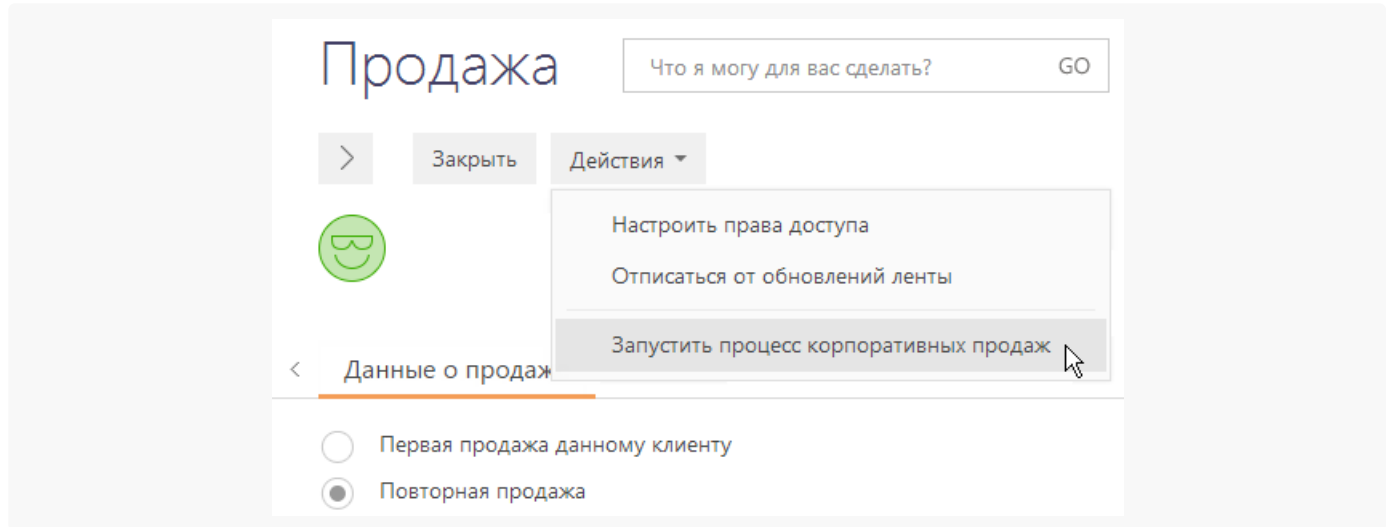 Продажа
Что я могу для вас сделать? GO
Закрыть Действия
Настроить права доступа
Отписаться от обновлений ленты
Запустить процесс корпоративных продаж
Данные о продаж
Первая продажа данному клиенту
Повторная продажа